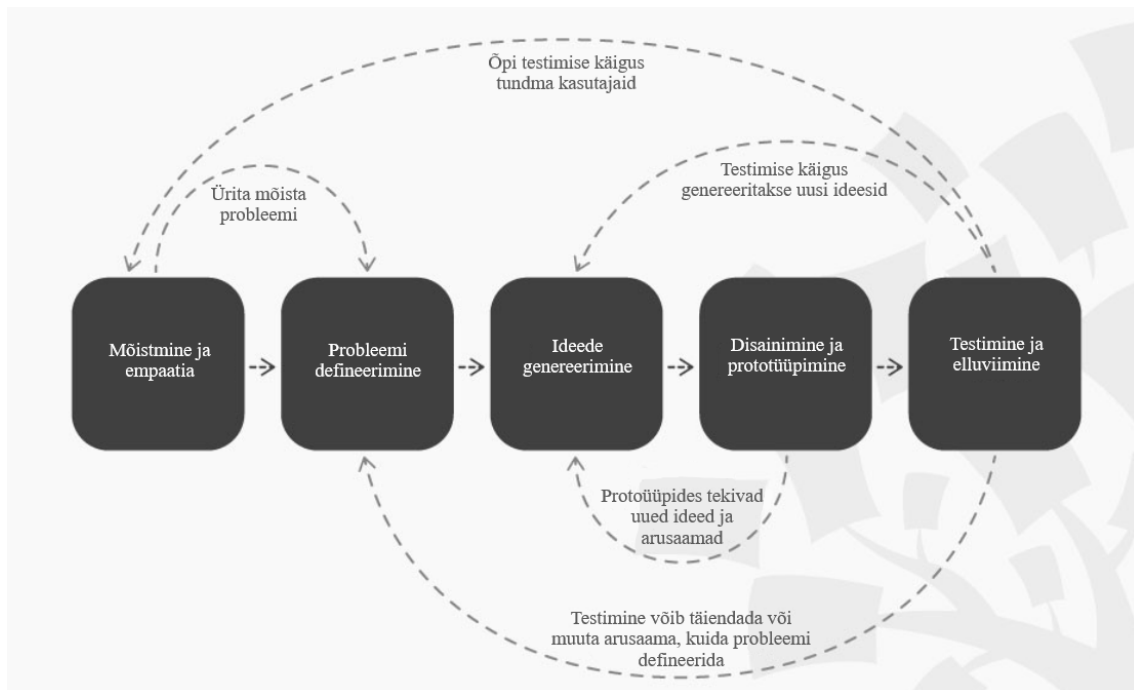 Õpi testimise käigus
tundma kasutajaid
Testimise käigus
genereeritakse uusi ideesid
Ürita mõista
probleemi
Mõistmine ja
empaatia
Probleemi
defineerimine
Ideede
genereerimine
Disainimine ja
prototüüpimine
Testimine ja
elluviimine
Protoüüpides tekivad
uued ideed ja
arusaamad
Testimine võib täiendada või
muuta arusaama, kuida probleemi
defineerida